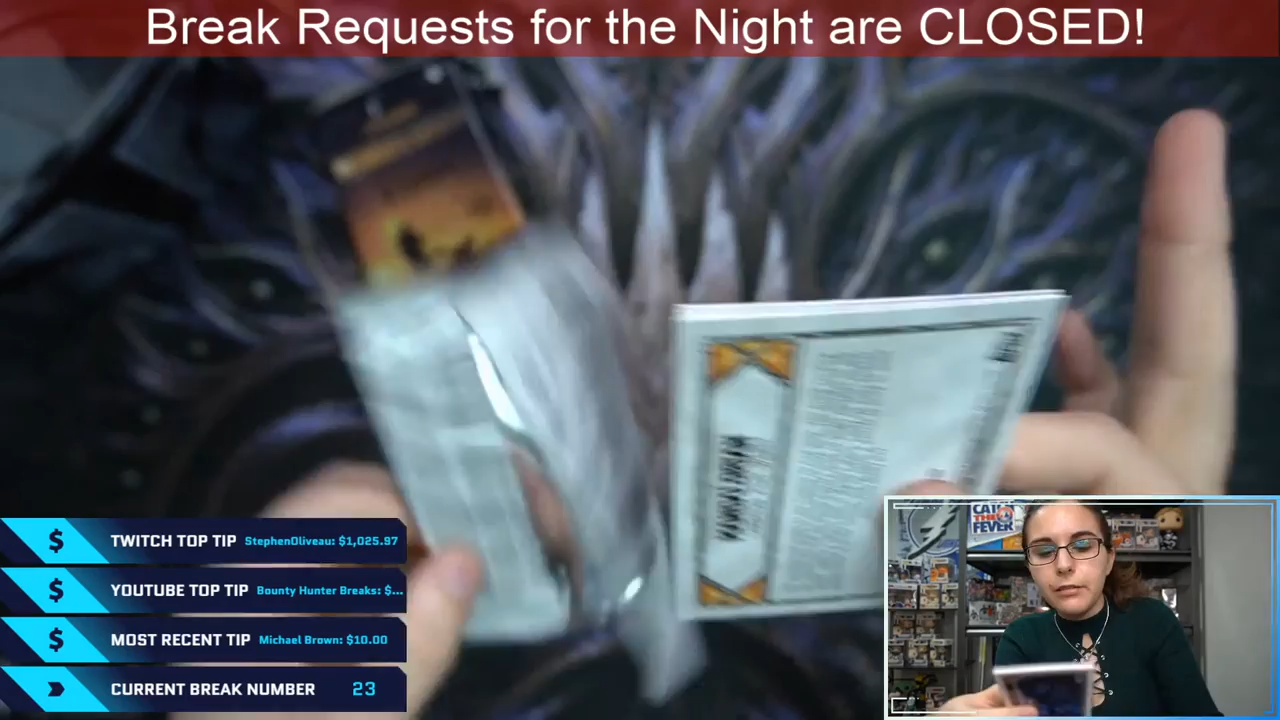 Break Requests for the Night are CLOSED!
$ TWITCH TOP TIP StephenOliveau: $1,025.97
$ YOUTUBE TOP TIP Bounty Hunter Breaks: $...
$ MOST RECENT TIP Michael Brown: $10.00
CURRENT BREAK NUMBER 23
THE
FEVER